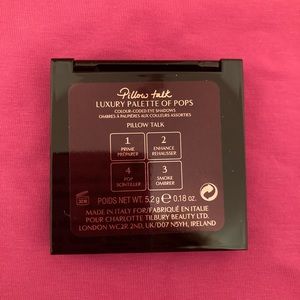 Pillow talk
LUXURY PALETTE OF POPS
COLOUR-CODED EYE SHADOWS
OMBRES À PAUPIÈRES AUX COULEURS ASSORTIES
PILLOW TALK
1
PRIME
PRÉPARER
2
ENHANCE
REHAUSSER
4
POP
SCINTILLER
3
SMOKE
OMBRER
POIDS NET WT. 5.2g e 0.18 oz.
MADE IN ITALY FOR/FABRIQUÉ EN ITALIE
POUR CHARLOTTE TILBURY BEAUTY LTD.
LONDON WC2R 2ND, UK/D07 N5YH, IRELAND